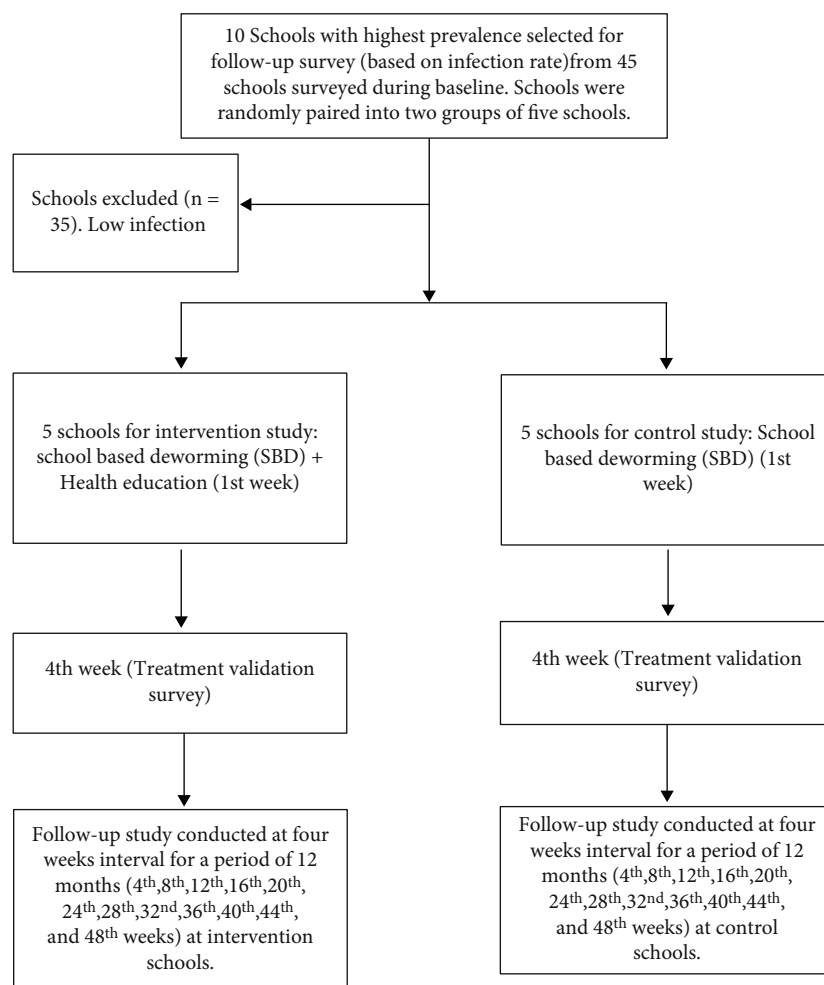 10 Schools with highest prevalence selected for
follow-up survey (based on infection rate)from 45
schools surveyed during baseline. Schools were
randomly paired into two groups of five schools.
Schools excluded (n =
35). Low infection
5 schools for intervention study:
school based deworming (SBD) +
Health education (1st week)
5 schools for control study: School
based deworming (SBD) (1st
week)
4th week (Treatment validation
survey)
4th week (Treatment validation
survey)
Follow-up study conducted at four
weeks interval for a period of 12
months (4th,8th,12th,16th,20th,
24th,28th,32nd,36th,40th,44th,
and 48th weeks) at intervention
schools.
Follow-up study conducted at four
weeks interval for a period of 12
months (4th,8th,12th,16th,20th,
24th,28th,32nd,36th,40th,44th,
and 48th weeks) at control
schools.